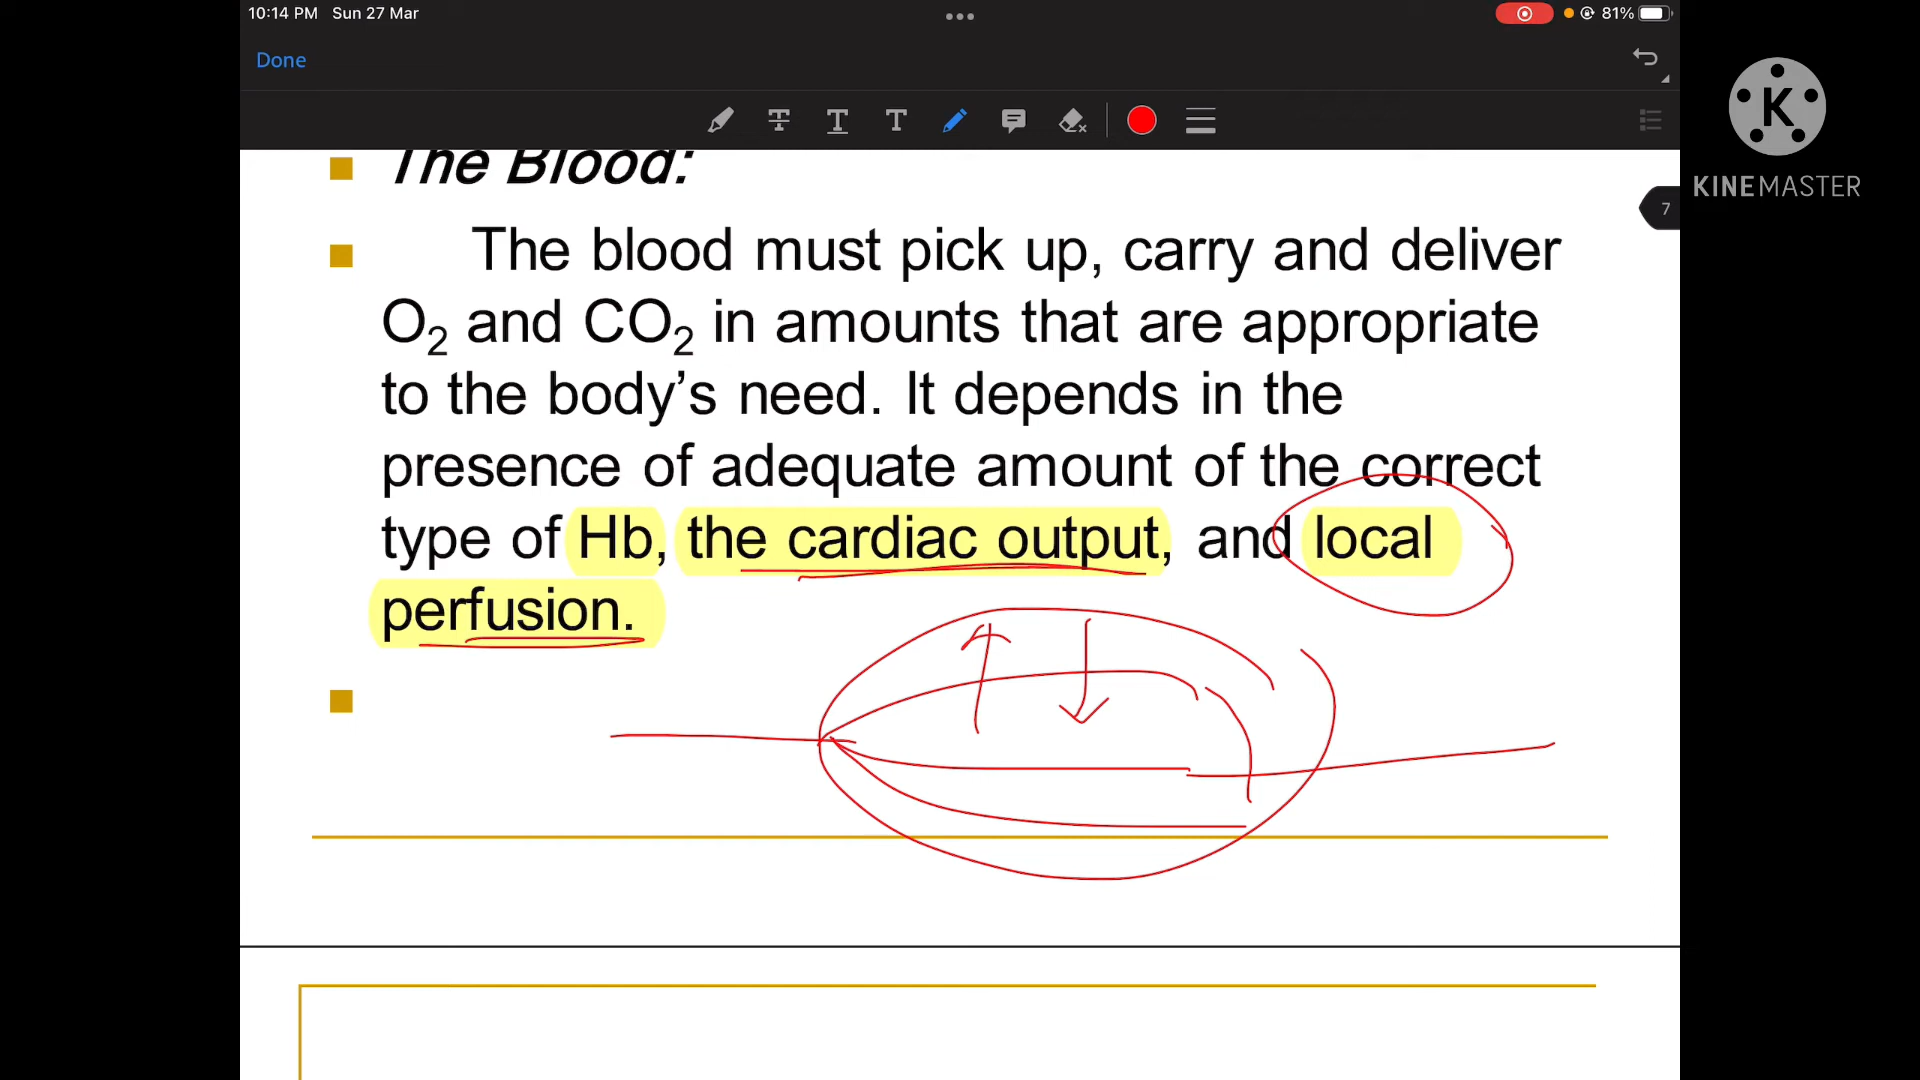 10:14 PM Sun 27 Mar
81%
Done
K
KINEMASTER
7
The Blood:
The blood must pick up, carry and deliver
O₂ and CO₂ in amounts that are appropriate
to the body’s need. It depends in the
presence of adequate amount of the correct
type of Hb, the cardiac output, and local
perfusion.